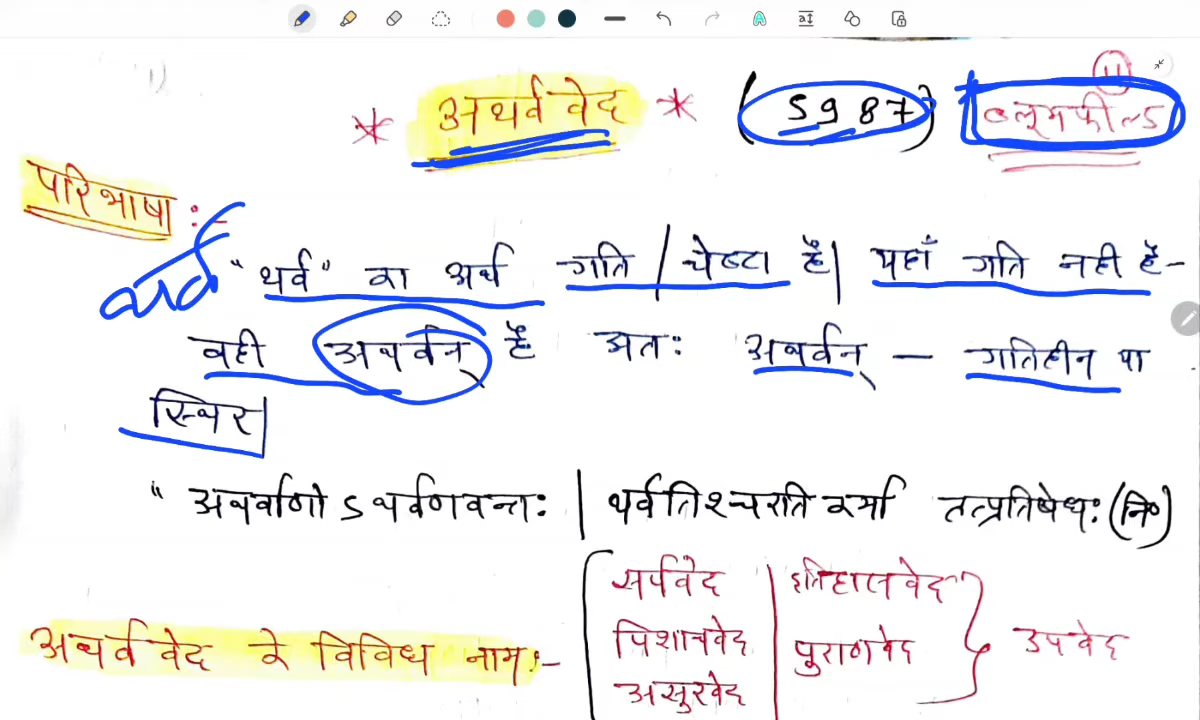 11
* अथर्ववेद * (5987) ब्लूमफील्ड
परिभाषा :-
थर्व "थर्व" का अर्थ गति / चेष्टा है | यहाँ गति नही है -
वही अथर्वन् है अतः अथर्वन् — गतिहीन या
स्थिर |
" अथर्वाणोऽथर्वणवन्तः | थर्वतिश्चरतिकर्मा तत्प्रतिषेधः (नि०)
सर्पवेद | इतिहासवेद
अथर्ववेद के विविध नाम :- पिशाचवेद | पुराणवेद } उपवेद
असुरवेद